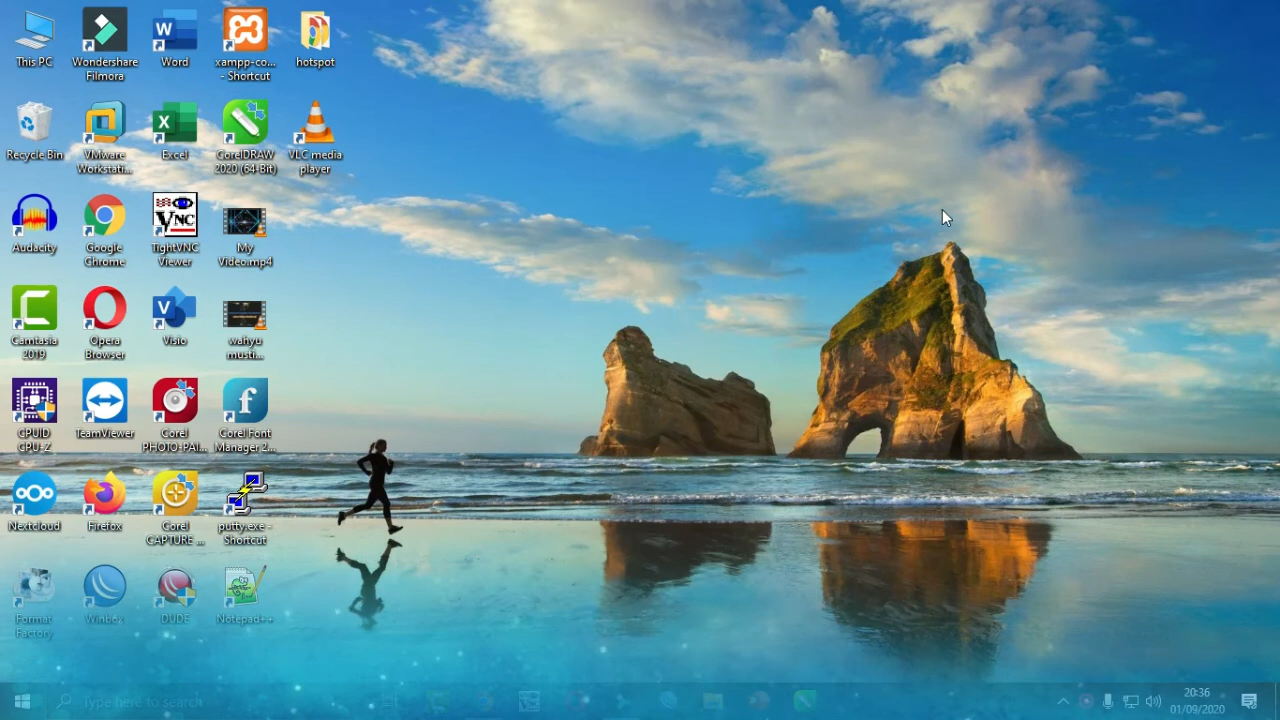 This PC
Wondershare
Filmora
Word
xampp-co...
- Shortcut
hotspot
Recycle Bin
VMware
Workstati...
Excel
CorelDRAW
2020 (64-Bit)
VLC media
player
Audacity
Google
Chrome
TightVNC
Viewer
My
Video.mp4
Camtasia
2019
Opera
Browser
Visio
wahyu
musti...
CPUID
CPU-Z
TeamViewer
Corel
PHOTO-PAI...
Corel Font
Manager 2...
Nextcloud
Firefox
Corel
CAPTURE ...
putty.exe -
Shortcut
Format
Factory
Winbox
DUDE
Notepad++
Type here to search
20:36
01/09/2020